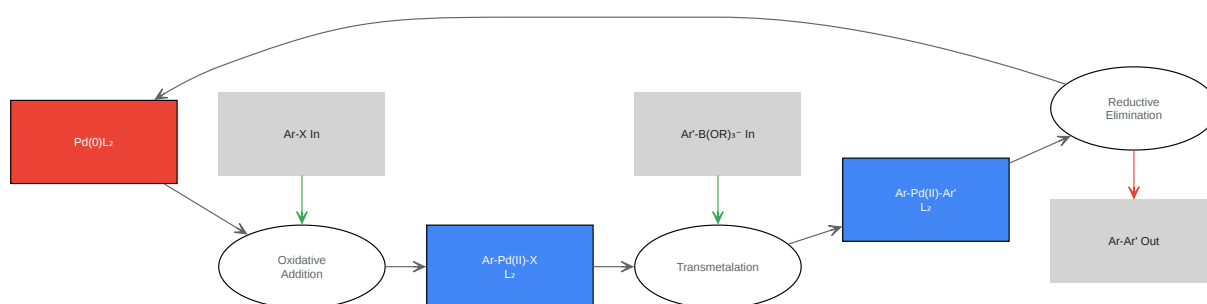 Pd(0)L₂
Ar-X In
Oxidative
Addition
Ar-Pd(II)-X
L₂
Ar'-B(OR)₃⁻ In
Transmetalation
Ar-Pd(II)-Ar'
L₂
Reductive
Elimination
Ar-Ar' Out